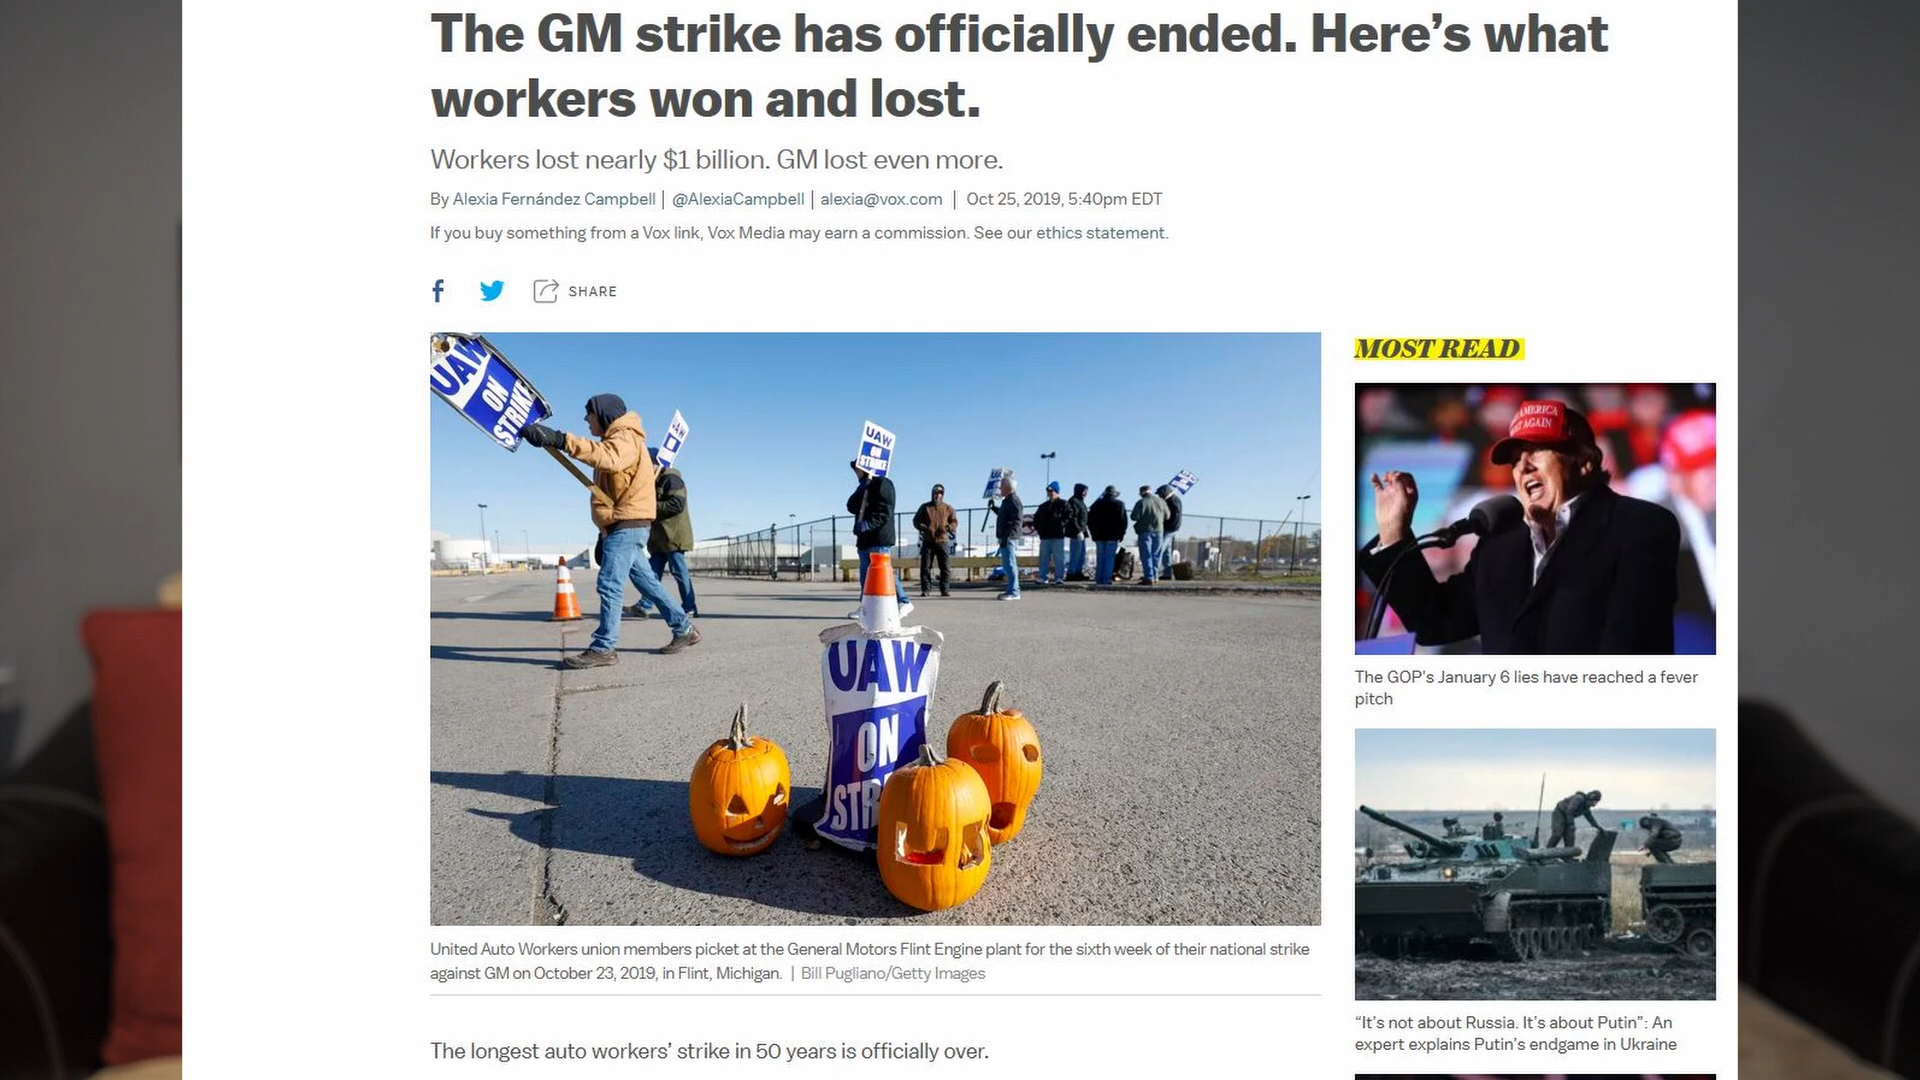 The GM strike has officially ended. Here's what
workers won and lost.
Workers lost nearly $1 billion. GM lost even more.
By Alexia Fernández Campbell | @AlexiaCampbell | alexia@vox.com | Oct 25, 2019, 5:40pm EDT
If you buy something from a Vox link, Vox Media may earn a commission. See our ethics statement.
f
SHARE
UAW
ON
STRIKE
UAW
UAW
ON
STRIKE
UAW
UAW
ON
STR
MOST READ
AMERICA
AGAIN
The GOP's January 6 lies have reached a fever
pitch
"It's not about Russia. It's about Putin": An
expert explains Putin's endgame in Ukraine
United Auto Workers union members picket at the General Motors Flint Engine plant for the sixth week of their national strike
against GM on October 23, 2019, in Flint, Michigan. | Bill Pugliano/Getty Images
The longest auto workers' strike in 50 years is officially over.